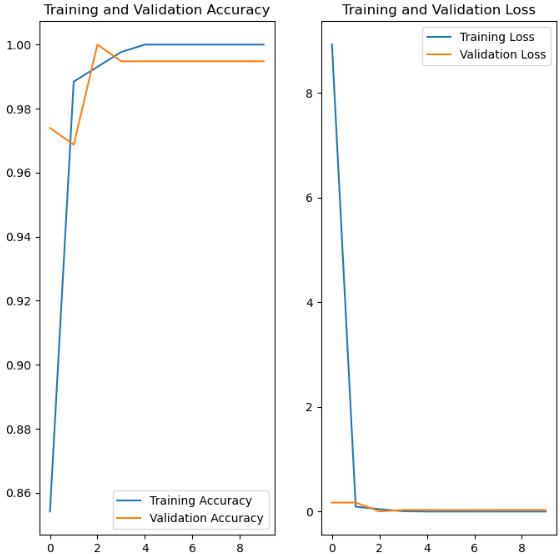 Training and Validation Accuracy
1.00
0.98
0.96
0.94
0.92
0.90
0.88
0.86
0 2 4 6 8
Training Accuracy
Validation Accuracy
Training and Validation Loss
8
6
4
2
0
0 2 4 6 8
Training Loss
Validation Loss